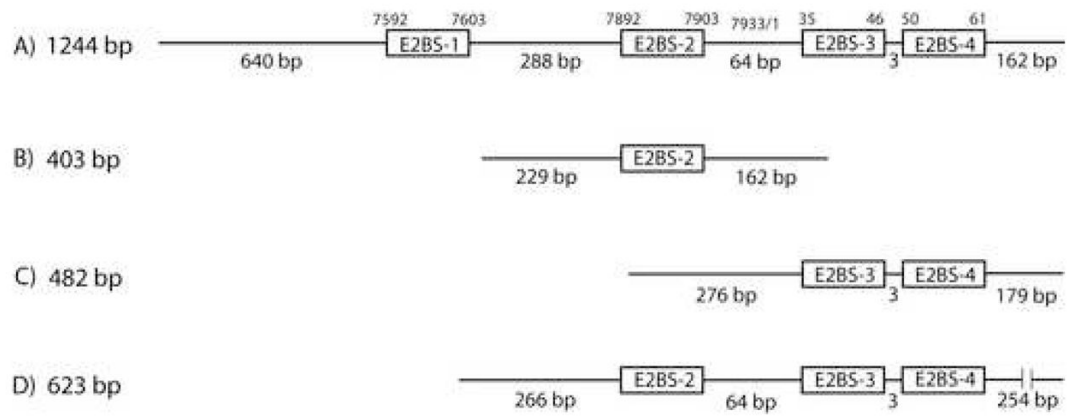 7592 7603 7892 7903 7933/1 35 46 50 61
A) 1244 bp E2BS-1 E2BS-2 E2BS-3 E2BS-4
640 bp 288 bp 64 bp 3 162 bp
B) 403 bp E2BS-2
229 bp 162 bp
C) 482 bp E2BS-3 E2BS-4
276 bp 3 179 bp
D) 623 bp E2BS-2 E2BS-3 E2BS-4
266 bp 64 bp 3 254 bp